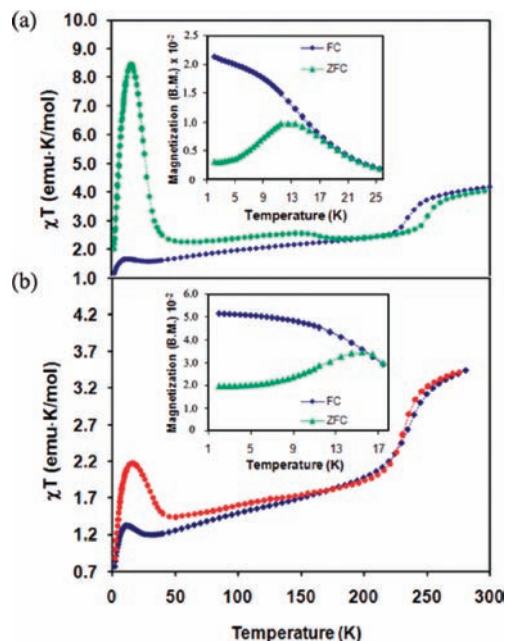 (a)
χT (emu·K/mol)
10.0
9.0
8.0
7.0
6.0
5.0
4.0
3.0
2.0
1.0
Magnetization (B.M.) x 10⁻²
2.5
2.0
1.5
1.0
0.5
0.0
FC
ZFC
1 5 9 13 17 21 25
Temperature (K)
(b)
χT (emu·K/mol)
4.2
3.7
3.2
2.7
2.2
1.7
1.2
0.7
Magnetization (B.M.) 10⁻²
6.0
5.0
4.0
3.0
2.0
1.0
0.0
FC
ZFC
1 5 9 13 17
Temperature (K)
0 50 100 150 200 250 300
Temperature (K)